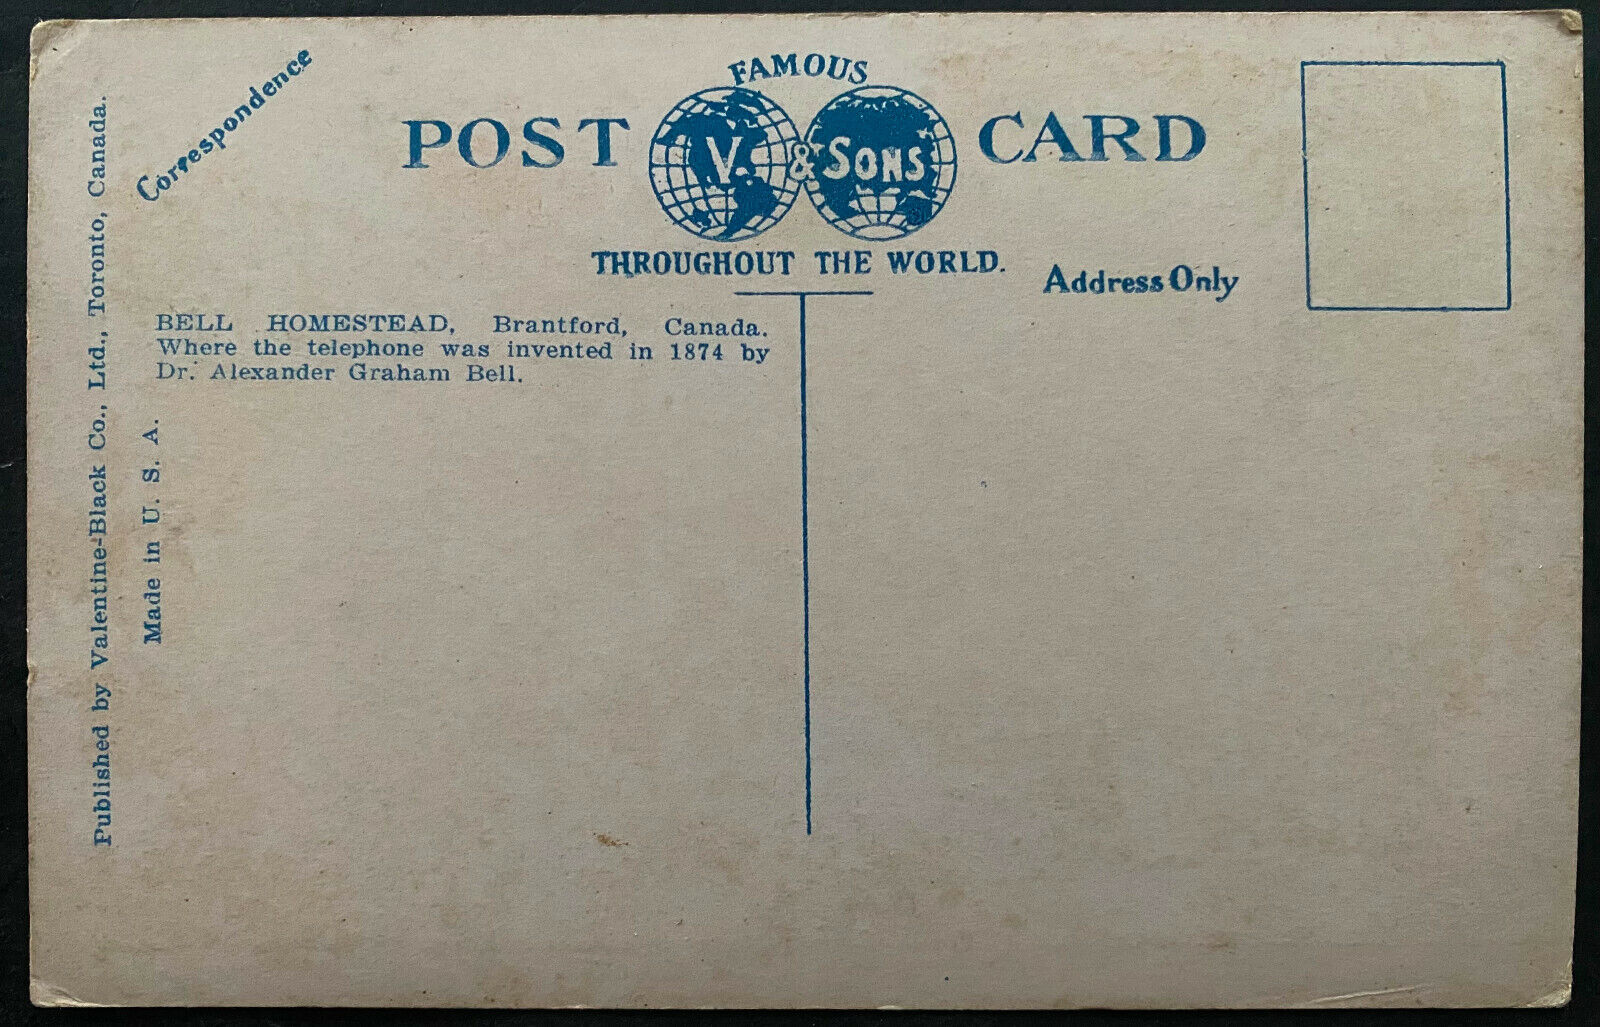 FAMOUS
POST V. & SONS CARD
THROUGHOUT THE WORLD.
Correspondence
Address Only
BELL HOMESTEAD, Brantford, Canada.
Where the telephone was invented in 1874 by
Dr. Alexander Graham Bell.
Published by Valentine-Black Co., Ltd., Toronto, Canada.
Made in U. S. A.